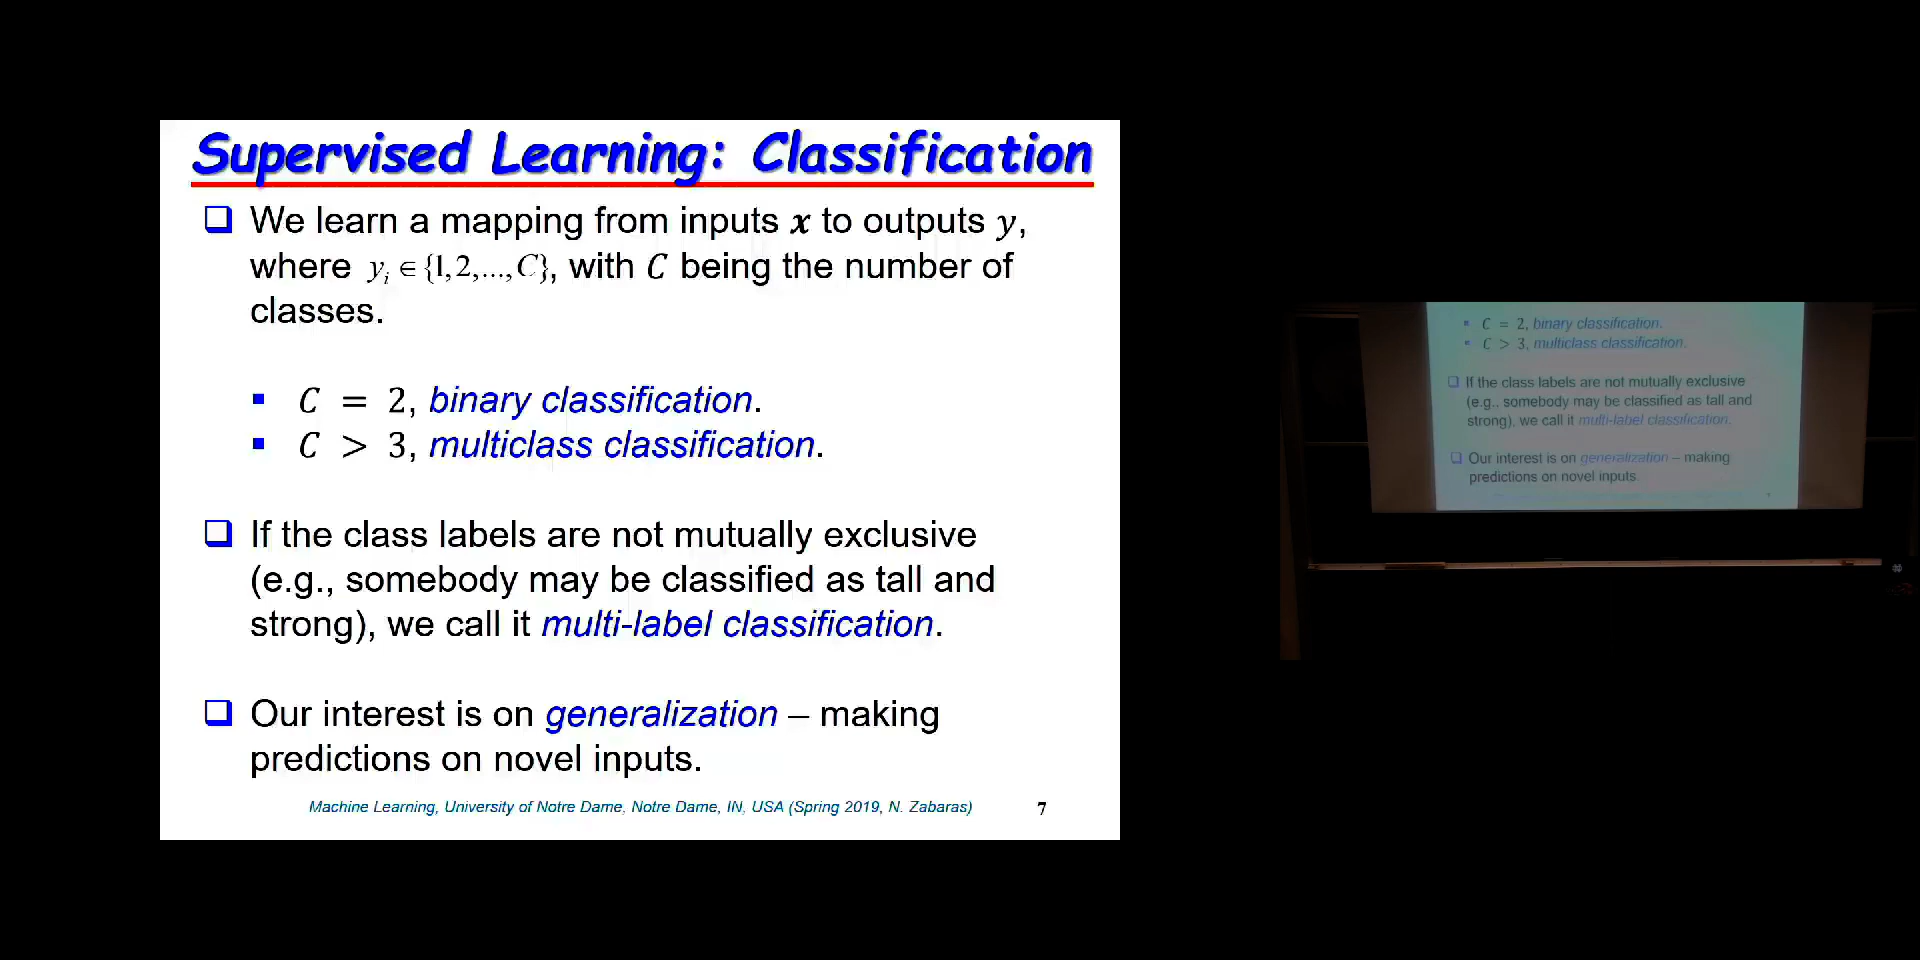 Supervised Learning: Classification
We learn a mapping from inputs x to outputs y,
where y_i ∈ {1,2,...,C}, with C being the number of
classes.
C = 2, binary classification.
C > 3, multiclass classification.
If the class labels are not mutually exclusive
(e.g., somebody may be classified as tall and
strong), we call it multi-label classification.
Our interest is on generalization – making
predictions on novel inputs.
Machine Learning, University of Notre Dame, Notre Dame, IN, USA (Spring 2019, N. Zabaras)
7
C = 2, binary classification.
C > 3, multiclass classification.
If the class labels are not mutually exclusive
(e.g., somebody may be classified as tall and
strong), we call it multi-label classification.
Our interest is on generalization – making
predictions on novel inputs.